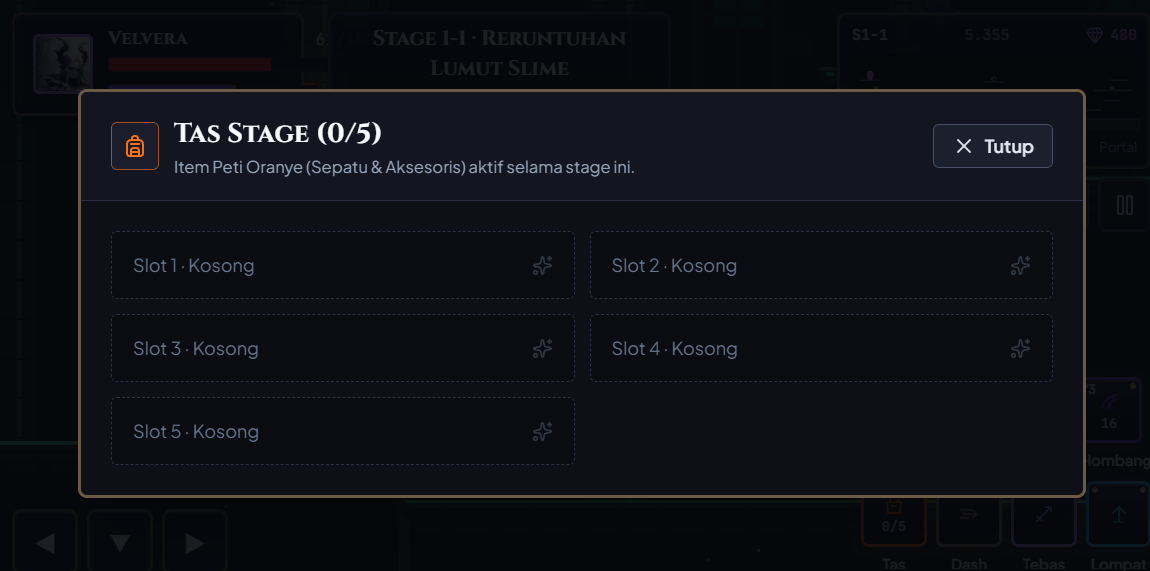 Velvera
Stage 1-1 · Reruntuhan
Lumut Slime
S1-1
5.355
480
Tas Stage (0/5)
Item Peti Oranye (Sepatu & Aksesoris) aktif selama stage ini.
Tutup
Portal
Slot 1 · Kosong
Slot 2 · Kosong
Slot 3 · Kosong
Slot 4 · Kosong
Slot 5 · Kosong
16
0/5
Tas
Dash
Tebas
Lompat